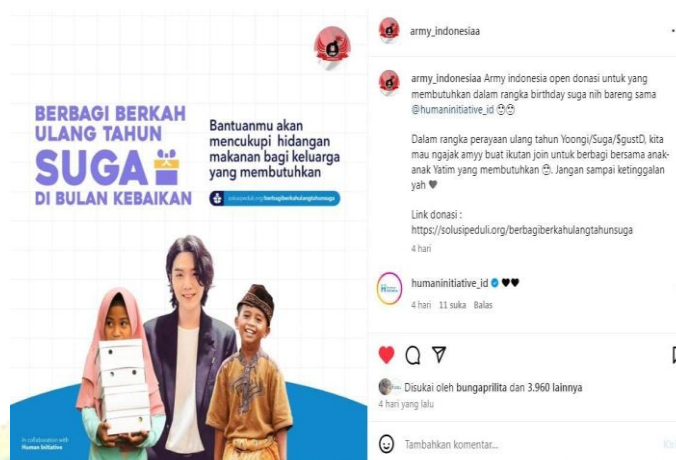 BERBAGI BERKAH
ULANG TAHUN
SUGA
DI BULAN KEBAIKAN
Bantuanmu akan
mencukupi hidangan
makanan bagi keluarga
yang membutuhkan
solusipeduli.org/berbagiberkahulangtahunsuga
In collaboration with
Human Initiative
army_indonesiaa
army_indonesiaa Army indonesia open donasi untuk yang
membutuhkan dalam rangka birthday suga nih bareng sama
@humaninitiative_id 😇😇
Dalam rangka perayaan ulang tahun Yoongi/Suga/$gustD, kita
mau ngajak amyy buat ikutan join untuk berbagi bersama anak-
anak Yatim yang membutuhkan 😇. Jangan sampai ketinggalan
yah ♥
Link donasi :
https://solusipeduli.org/berbagiberkahulangtahunsuga
4 hari
humaninitiative_id ♥♥
4 hari 11 suka Balas
Disukai oleh bungaprilita dan 3.960 lainnya
4 hari yang lalu
Tambahkan komentar...